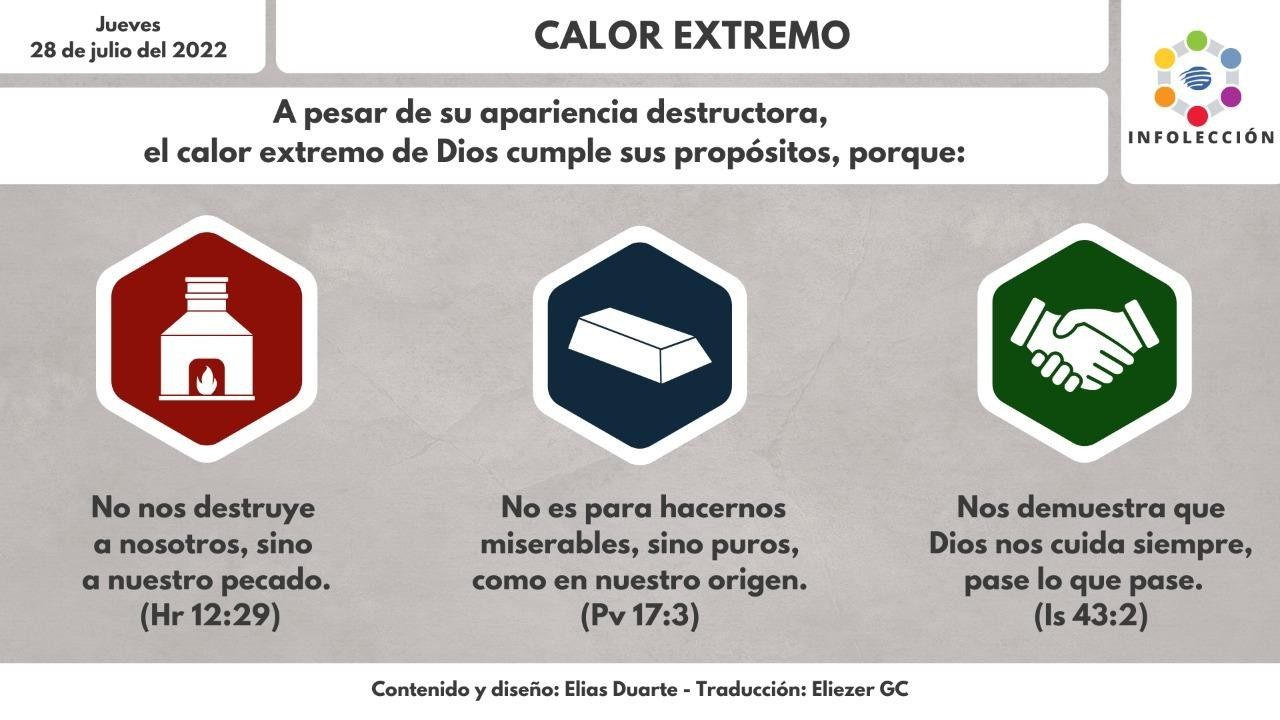 Jueves
28 de julio del 2022
CALOR EXTREMO
INFOLECCIÓN
A pesar de su apariencia destructora,
el calor extremo de Dios cumple sus propósitos, porque:
No nos destruye
a nosotros, sino
a nuestro pecado.
(Hr 12:29)
No es para hacernos
miserables, sino puros,
como en nuestro origen.
(Pv 17:3)
Nos demuestra que
Dios nos cuida siempre,
pase lo que pase.
(Is 43:2)
Contenido y diseño: Elias Duarte - Traducción: Eliezer GC